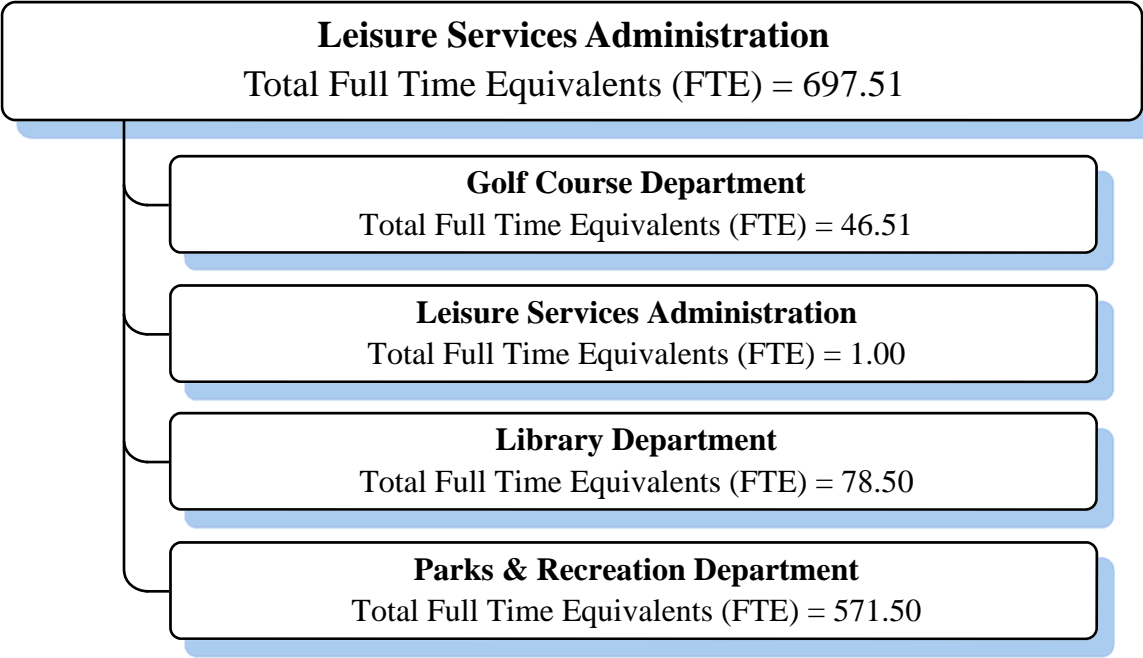 Leisure Services Administration
Total Full Time Equivalents (FTE) = 697.51
Golf Course Department
Total Full Time Equivalents (FTE) = 46.51
Leisure Services Administration
Total Full Time Equivalents (FTE) = 1.00
Library Department
Total Full Time Equivalents (FTE) = 78.50
Parks & Recreation Department
Total Full Time Equivalents (FTE) = 571.50